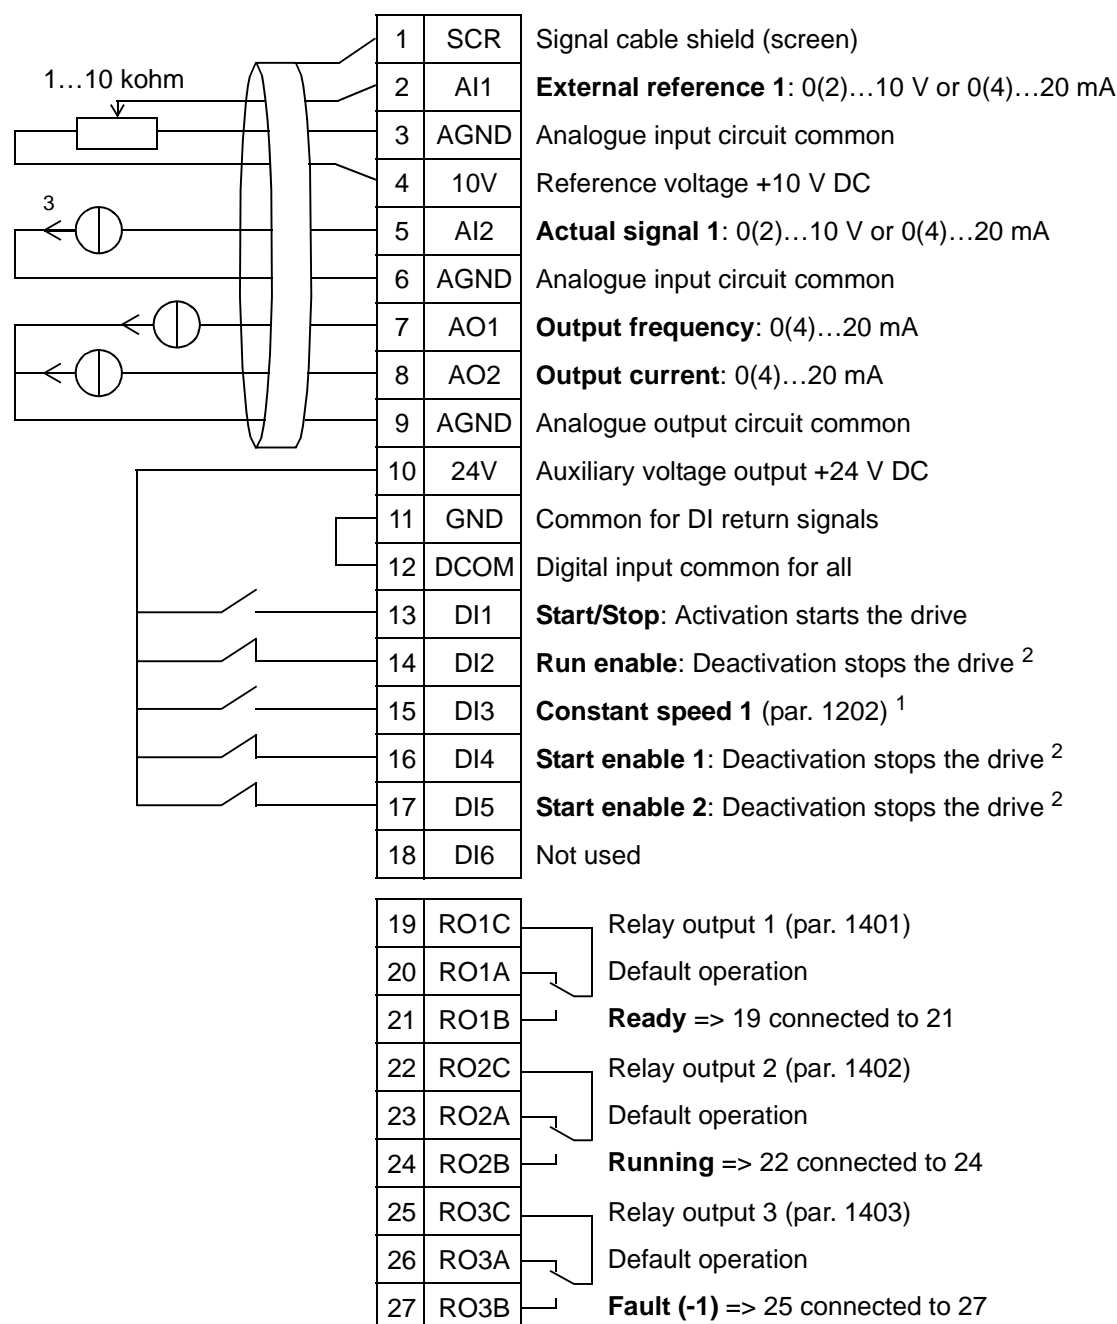 1 SCR Signal cable shield (screen)
1…10 kohm
2 AI1 External reference 1: 0(2)…10 V or 0(4)…20 mA
3 AGND Analogue input circuit common
4 10V Reference voltage +10 V DC
3
5 AI2 Actual signal 1: 0(2)…10 V or 0(4)…20 mA
6 AGND Analogue input circuit common
7 AO1 Output frequency: 0(4)…20 mA
8 AO2 Output current: 0(4)…20 mA
9 AGND Analogue output circuit common
10 24V Auxiliary voltage output +24 V DC
11 GND Common for DI return signals
12 DCOM Digital input common for all
13 DI1 Start/Stop: Activation starts the drive
14 DI2 Run enable: Deactivation stops the drive 2
15 DI3 Constant speed 1 (par. 1202) 1
16 DI4 Start enable 1: Deactivation stops the drive 2
17 DI5 Start enable 2: Deactivation stops the drive 2
18 DI6 Not used
19 RO1C Relay output 1 (par. 1401)
20 RO1A Default operation
21 RO1B Ready => 19 connected to 21
22 RO2C Relay output 2 (par. 1402)
23 RO2A Default operation
24 RO2B Running => 22 connected to 24
25 RO3C Relay output 3 (par. 1403)
26 RO3A Default operation
27 RO3B Fault (-1) => 25 connected to 27